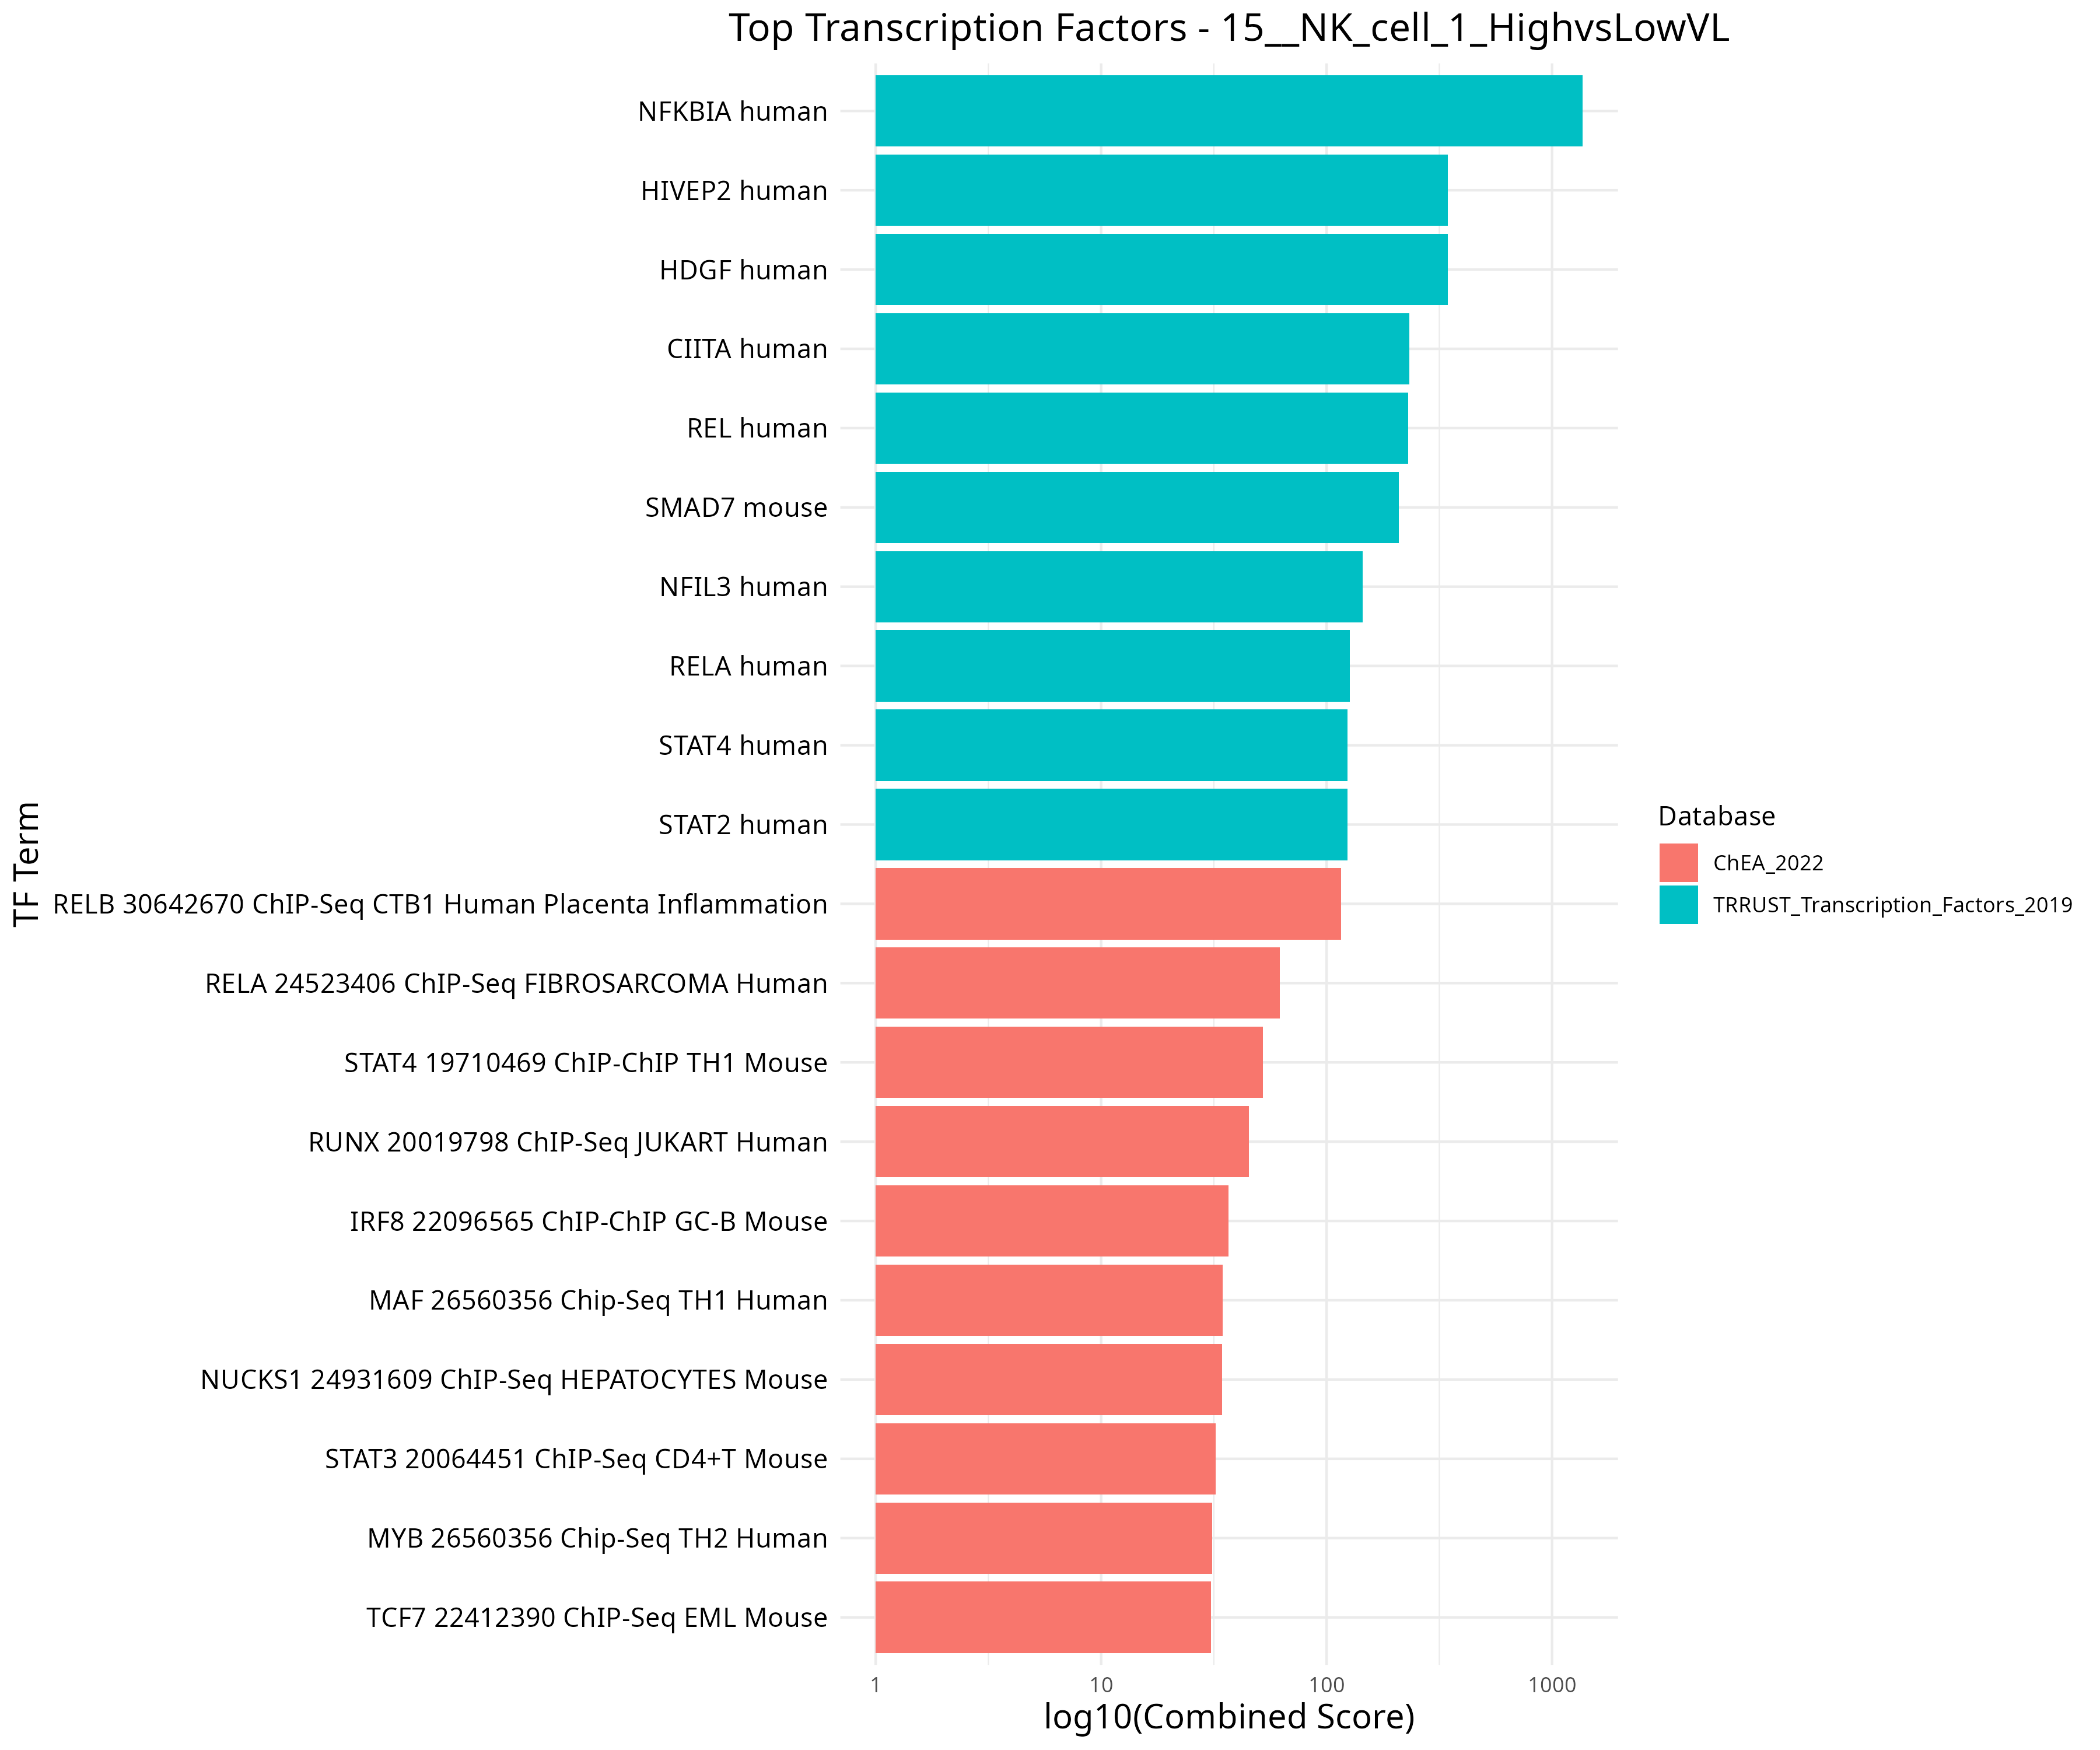 Top Transcription Factors - 15__NK_cell_1_HighvsLowVL
TF Term
NFKBIA human
HIVEP2 human
HDGF human
CIITA human
REL human
SMAD7 mouse
NFIL3 human
RELA human
STAT4 human
STAT2 human
RELB 30642670 ChIP-Seq CTB1 Human Placenta Inflammation
RELA 24523406 ChIP-Seq FIBROSARCOMA Human
STAT4 19710469 ChIP-ChIP TH1 Mouse
RUNX 20019798 ChIP-Seq JUKART Human
IRF8 22096565 ChIP-ChIP GC-B Mouse
MAF 26560356 Chip-Seq TH1 Human
NUCKS1 24931609 ChIP-Seq HEPATOCYTES Mouse
STAT3 20064451 ChIP-Seq CD4+T Mouse
MYB 26560356 Chip-Seq TH2 Human
TCF7 22412390 ChIP-Seq EML Mouse
1 10 100 1000
log10(Combined Score)
Database
ChEA_2022
TRRUST_Transcription_Factors_2019